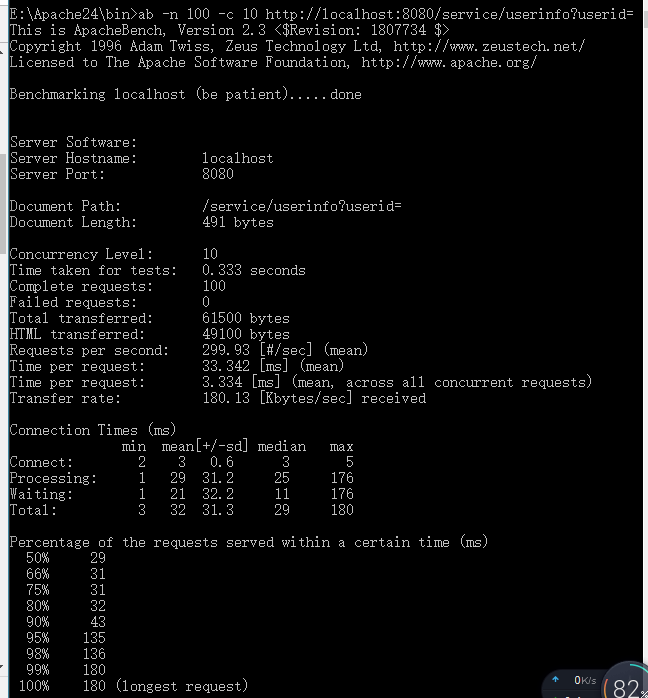 E:\Apache24\bin>ab -n 100 -c 10 http://localhost:8080/service/userinfo?userid=
This is ApacheBench, Version 2.3 <$Revision: 1807734 $>
Copyright 1996 Adam Twiss, Zeus Technology Ltd, http://www.zeustech.net/
Licensed to The Apache Software Foundation, http://www.apache.org/
Benchmarking localhost (be patient).....done
Server Software:
Server Hostname: localhost
Server Port: 8080
Document Path: /service/userinfo?userid=
Document Length: 491 bytes
Concurrency Level: 10
Time taken for tests: 0.333 seconds
Complete requests: 100
Failed requests: 0
Total transferred: 61500 bytes
HTML transferred: 49100 bytes
Requests per second: 299.93 [#/sec] (mean)
Time per request: 33.342 [ms] (mean)
Time per request: 3.334 [ms] (mean, across all concurrent requests)
Transfer rate: 180.13 [Kbytes/sec] received
Connection Times (ms)
min mean[+/-sd] median max
Connect: 2 3 0.6 3 5
Processing: 1 29 31.2 25 176
Waiting: 1 21 32.2 11 176
Total: 3 32 31.3 29 180
Percentage of the requests served within a certain time (ms)
50% 29
66% 31
75% 31
80% 32
90% 43
95% 135
98% 136
99% 180
100% 180 (longest request)
0K/s
82%